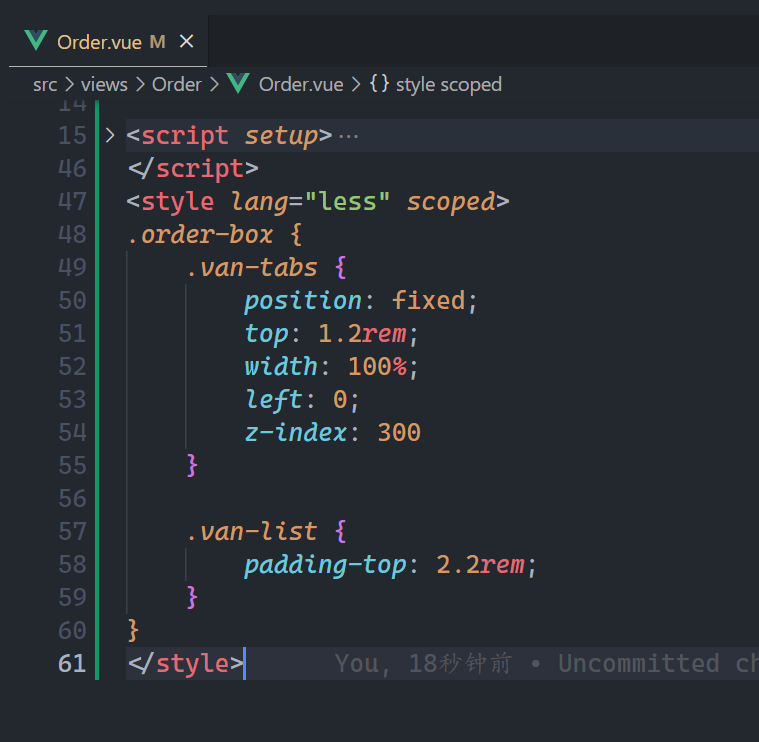 Order.vue M ×
src > views > Order > Order.vue > {} style scoped
14
15 > <script setup> ···
46 </script>
47 <style lang="less" scoped>
48 .order-box {
49     .van-tabs {
50         position: fixed;
51         top: 1.2rem;
52         width: 100%;
53         left: 0;
54         z-index: 300
55     }
56
57     .van-list {
58         padding-top: 2.2rem;
59     }
60 }
61 </style> You, 18秒钟前 • Uncommitted ch